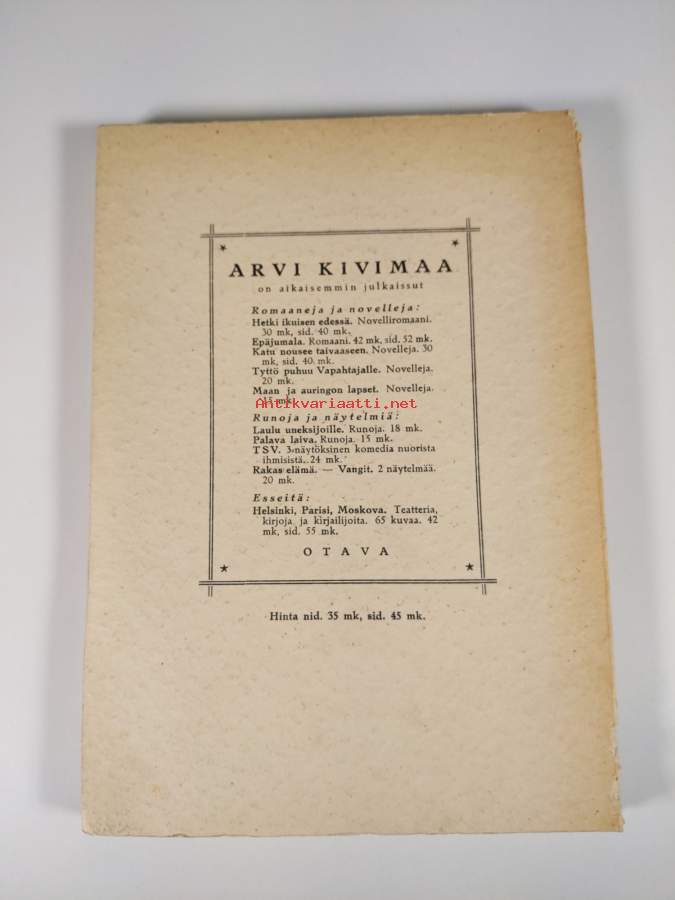 ARVI KIVIMAA
on aikaisemmin julkaissut
Romaaneja ja novelleja:
Hetki ikuisen edessä. Novelliromaani.
30 mk, sid. 40 mk.
Epäjumala. Romaani. 42 mk, sid. 52 mk.
Katu nousee taivaaseen. Novelleja. 30
mk, sid. 40. mk.
Tyttö puhuu Vapahtajalle. Novelleja.
20 mk.
Maan ja auringon lapset. Novelleja.
Antikvariaatti.net
mk.
Runoja ja näytelmiä:
Laulu uneksijoille. Runoja. 18 mk.
Palava laiva. Runoja. 15 mk.
TSV. 3-näytöksinen komedia nuorista
ihmisistä. 24 mk.
Rakas elämä. — Vangit. 2 näytelmää.
20 mk.
Esseitä:
Helsinki, Parisi, Moskova. Teatteria,
kirjoja ja kirjailijoita. 65 kuvaa. 42
mk, sid. 55 mk.
OTAVA
Hinta nid. 35 mk, sid. 45 mk.